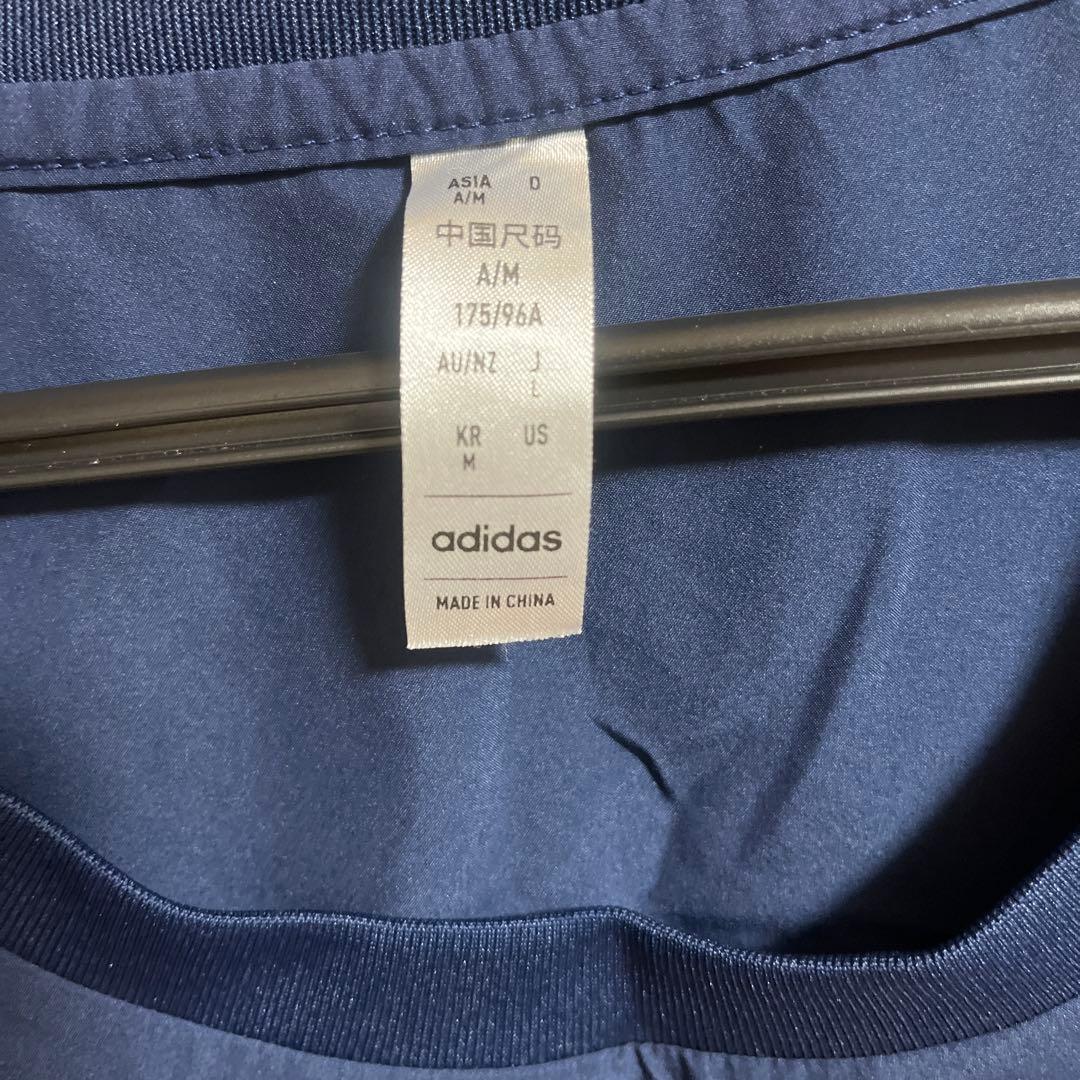 ASIA D
A/M
中国尺码
A/M
175/96A
AU/NZ J
L
KR US
M
adidas
MADE IN CHINA